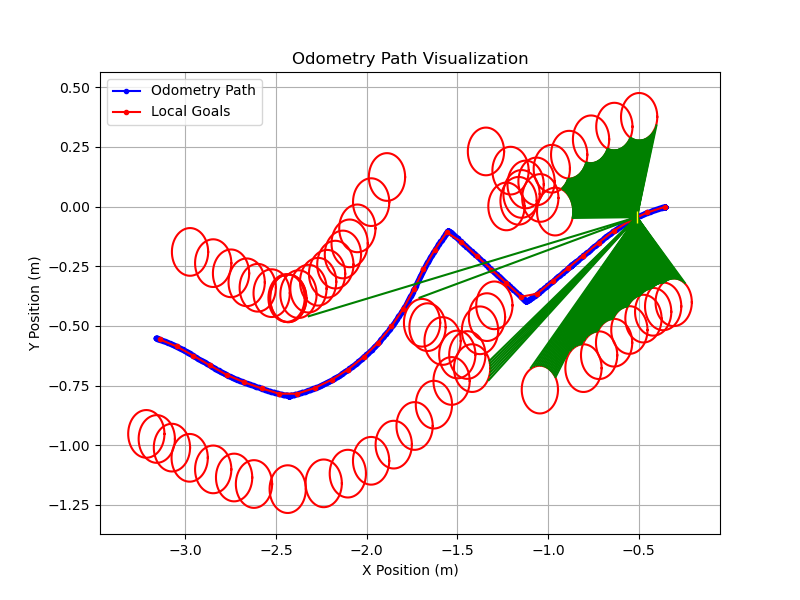 Odometry Path Visualization
Odometry Path
Local Goals
Y Position (m)
0.50
0.25
0.00
−0.25
−0.50
−0.75
−1.00
−1.25
−3.0 −2.5 −2.0 −1.5 −1.0 −0.5
X Position (m)